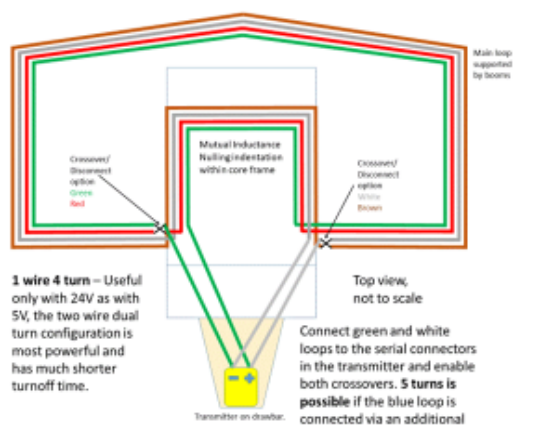 Main loop
supported
by booms
Mutual Inductance
Nulling indentation
within core frame
Crossover/
Disconnect
option
Green
Red
Crossover/
Disconnect
option
White
Brown
1 wire 4 turn – Useful
only with 24V as with
5V, the two wire dual
turn configuration is
most powerful and
has much shorter
turnoff time.
Top view,
not to scale
Connect green and white
loops to the serial connectors
in the transmitter and enable
both crossovers. 5 turns is
possible if the blue loop is
connected via an additional
− +
Transmitter on drawbar.